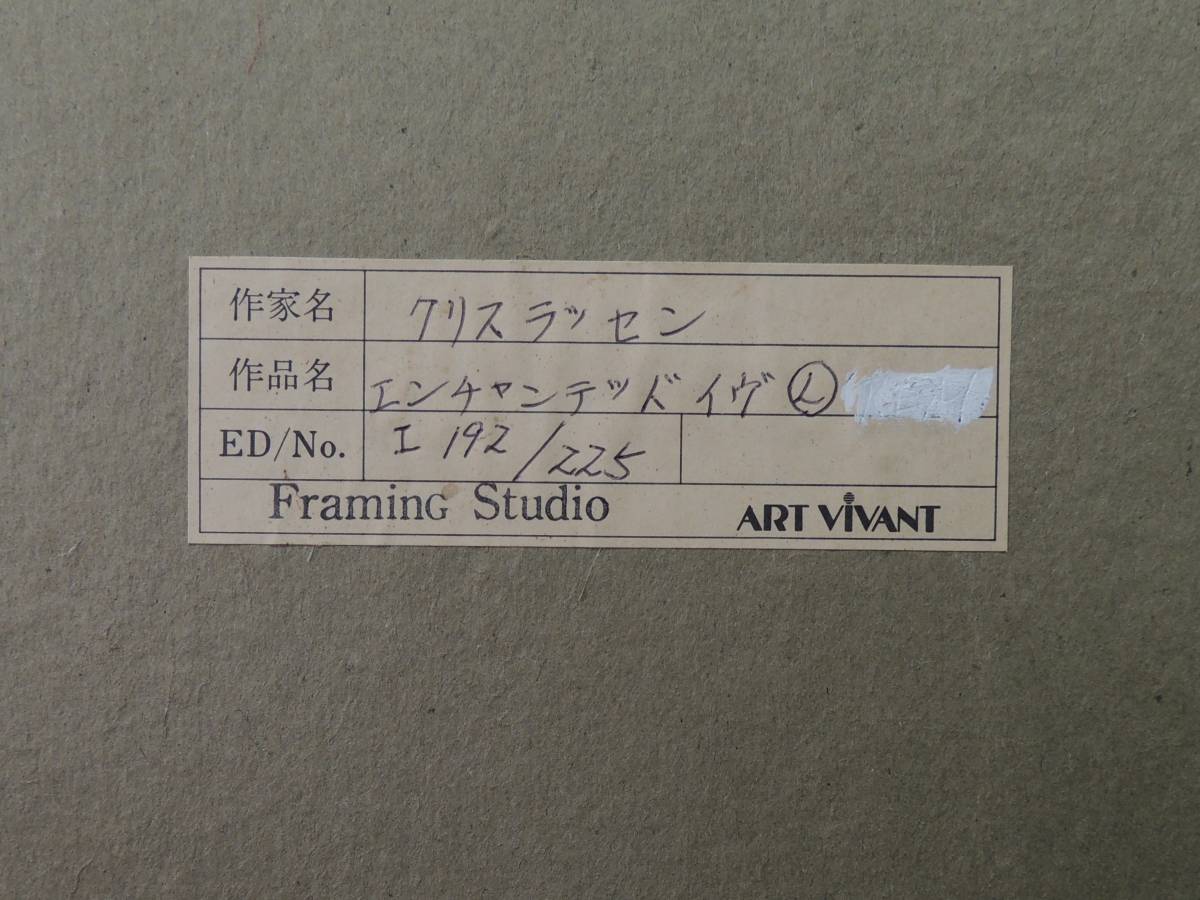 作家名 クリスラッセン
作品名 エンチャンテッドイヴ Ⓛ
ED/No. I 192/225
Framing Studio ART ViVANT